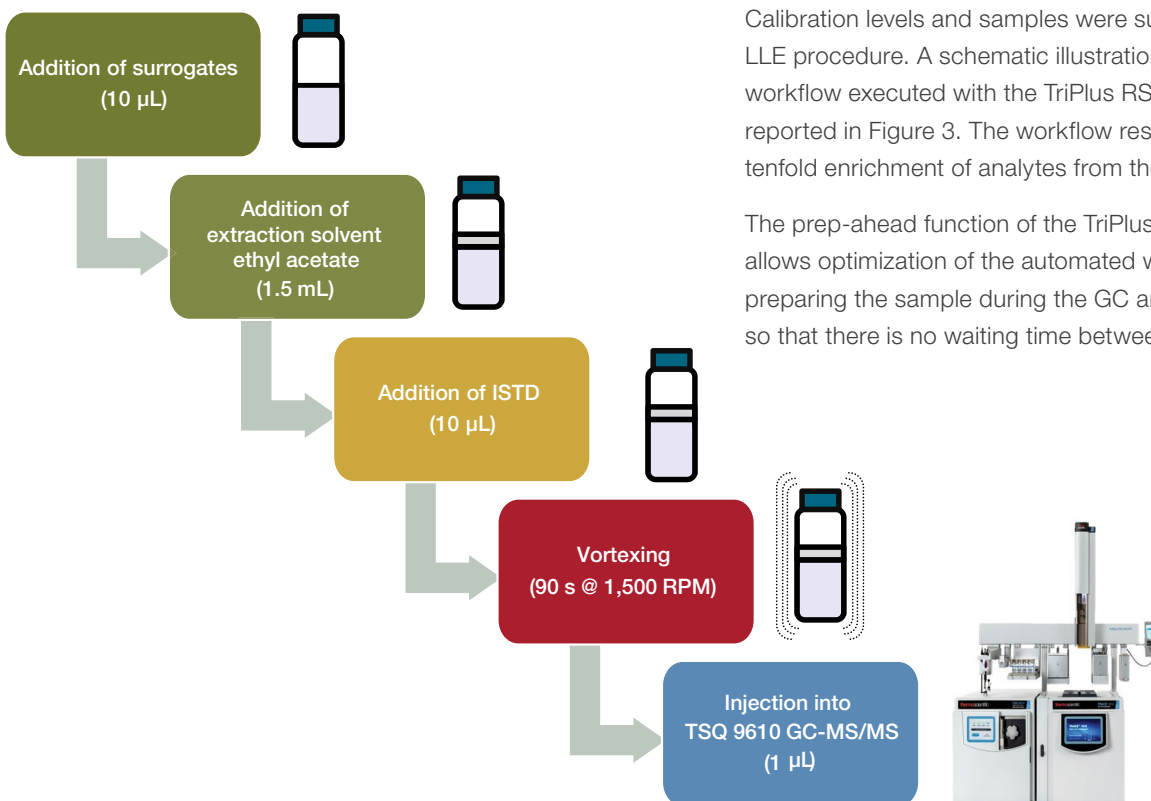 Addition of surrogates
(10 µL)
Addition of
extraction solvent
ethyl acetate
(1.5 mL)
Addition of ISTD
(10 µL)
Vortexing
(90 s @ 1,500 RPM)
Injection into
TSQ 9610 GC-MS/MS
(1 µL)
Calibration levels and samples were su
LLE procedure. A schematic illustration
workflow executed with the TriPlus RS
reported in Figure 3. The workflow res
tenfold enrichment of analytes from the
The prep-ahead function of the TriPlus
allows optimization of the automated w
preparing the sample during the GC an
so that there is no waiting time betwee
thermoscientific
thermoscientific